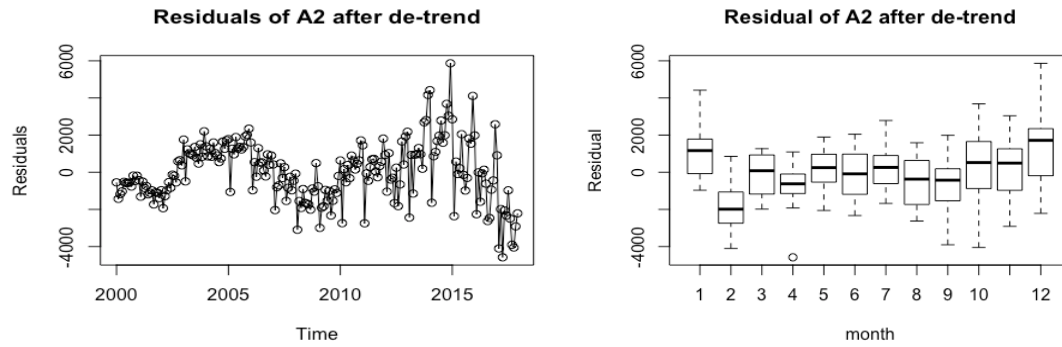 Residuals of A2 after de-trend
Residuals
6000
2000
0
-4000
2000 2005 2010 2015
Time
Residual of A2 after de-trend
Residual
6000
2000
0
-4000
1 2 3 4 5 6 7 8 9 10 12
month